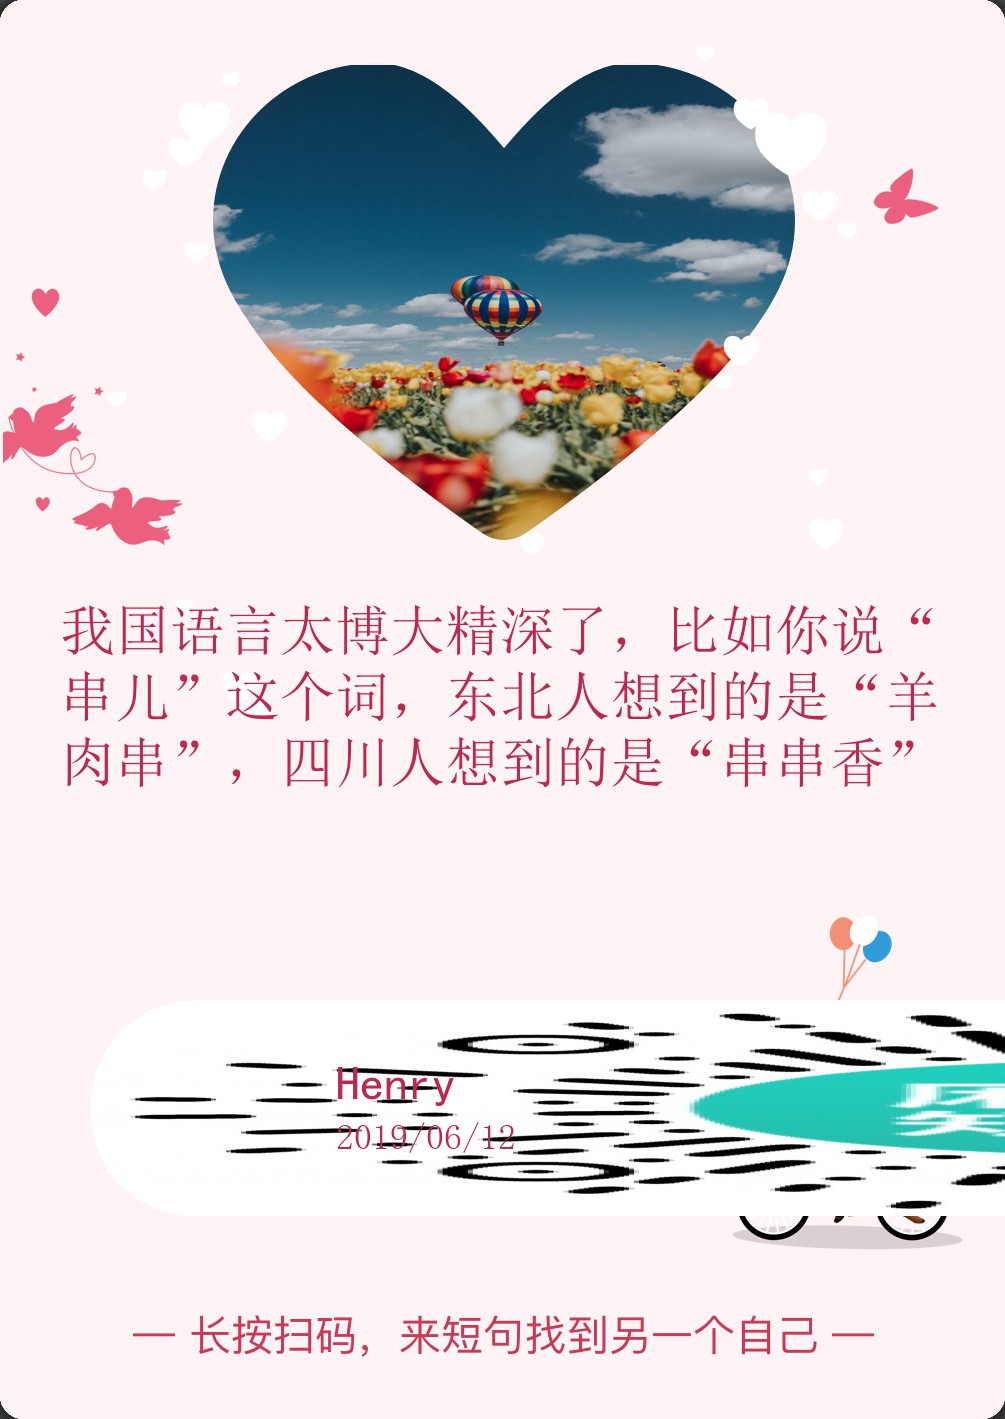 我国语言太博大精深了，比如你说“
串儿”这个词，东北人想到的是“羊
肉串”，四川人想到的是“串串香”
Henry
2019/06/12
— 长按扫码，来短句找到另一个自己 —